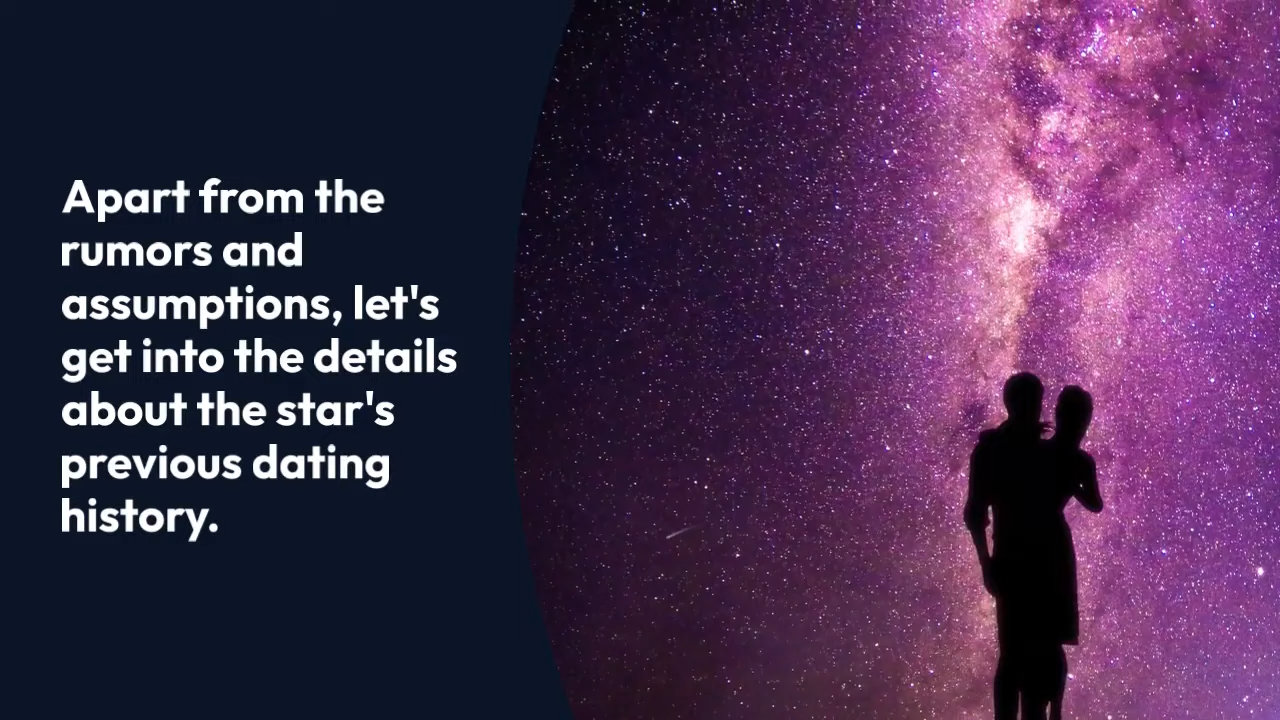 Apart from the
rumors and
assumptions, let's
get into the details
about the star's
previous dating
history.